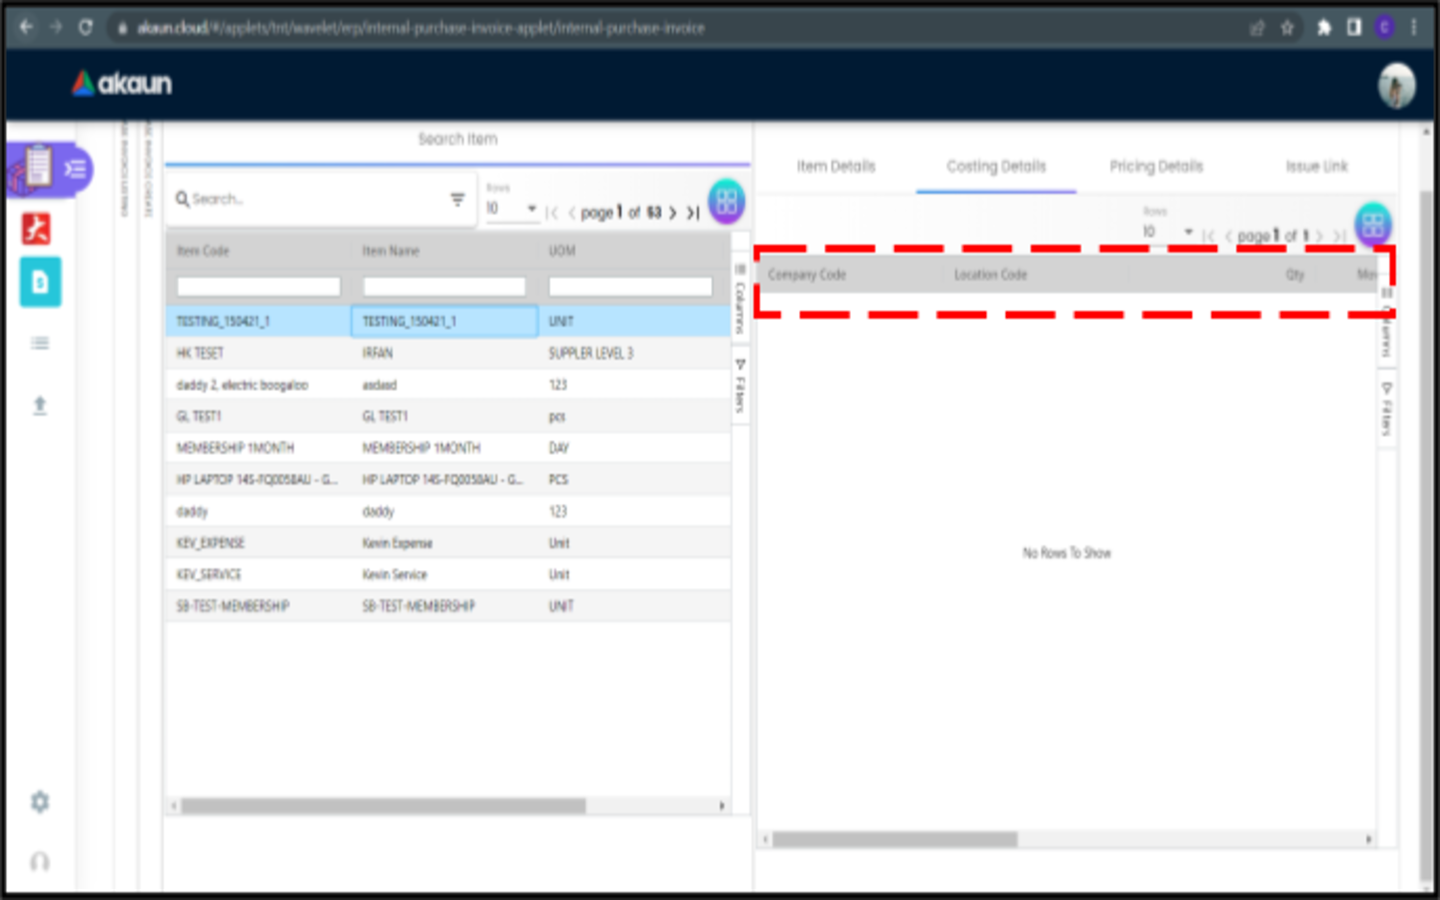 akaun.cloud/#/applets/tnt/wavelet/erp/internal-purchase-invoice-applet/internal-purchase-invoice
C
akaun
Search Item
Search...
Rows
10
page 1 of 53
Item Code Item Name UOM
TESTING_150421_1 TESTING_150421_1 UNIT
HK TESET IRFAN SUPPLER LEVEL 3
daddy 2, electric boogaloo asdasd 123
GL TEST1 GL TEST1 pcs
MEMBERSHIP 1MONTH MEMBERSHIP 1MONTH DAY
HP LAPTOP 14S-FQ0058AU - G... HP LAPTOP 14S-FQ0058AU - G... PCS
daddy daddy 123
KEV_EXPENSE Kevin Expense Unit
KEV_SERVICE Kevin Service Unit
SB-TEST-MEMBERSHIP SB-TEST-MEMBERSHIP UNIT
Columns
Filters
Item Details Costing Details Pricing Details Issue Link
Rows
10
page 1 of 1
Company Code Location Code Qty
Columns
Filters
No Rows To Show